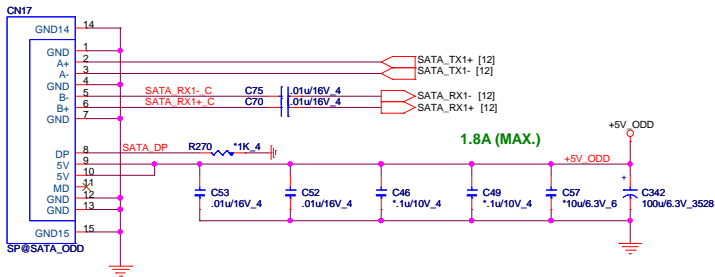 CN17
GND14 14
GND 1
A+ 2 SATA_TX1+ [12]
A- 3 SATA_TX1- [12]
GND 4
B- 5 SATA_RX1-_C C75 .01u/16V_4 SATA_RX1- [12]
B+ 6 SATA_RX1+_C C70 .01u/16V_4 SATA_RX1+ [12]
GND 7
1.8A (MAX.)
+5V_ODD
DP 8 SATA_DP R270 *1K_4
5V 9 +5V_ODD
5V 10
MD 11
GND 12
GND 13
C53 .01u/16V_4
C52 .01u/16V_4
C46 *.1u/10V_4
C49 *.1u/10V_4
C57 *10u/6.3V_6
+ C342 100u/6.3V_3528
GND15 15
SP@SATA_ODD